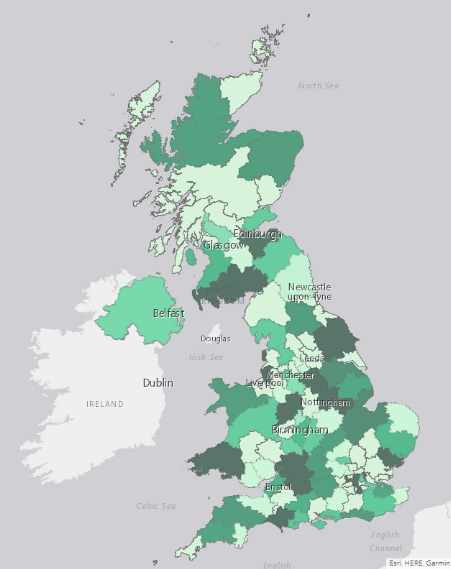 North Sea
Edinburgh
Glasgow
Newcastle
upon Tyne
Belfast
Douglas
Irish Sea
Leeds
Manchester
Liverpool
Dublin
IRELAND
Nottingham
Birmingham
Bristol
Celtic Sea
English
Channel
English
Esri, HERE, Garmin